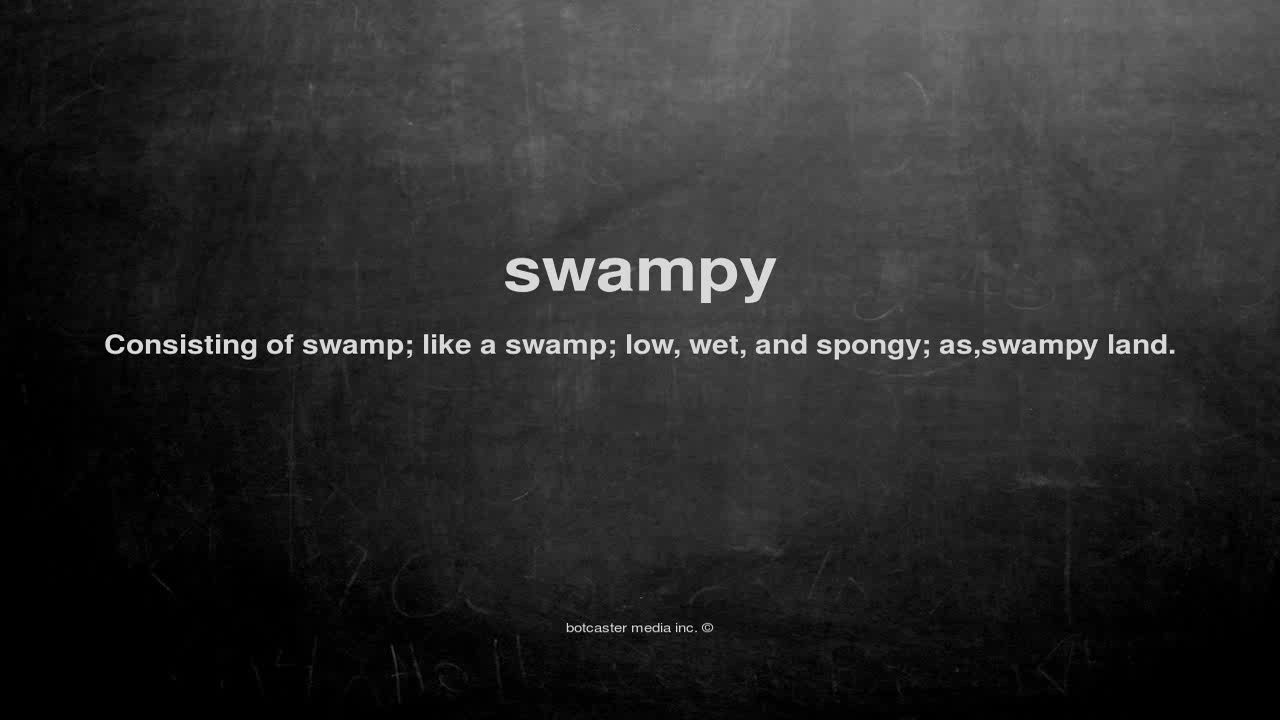 swampy
Consisting of swamp; like a swamp; low, wet, and spongy; as,swampy land.
botcaster media inc. ©